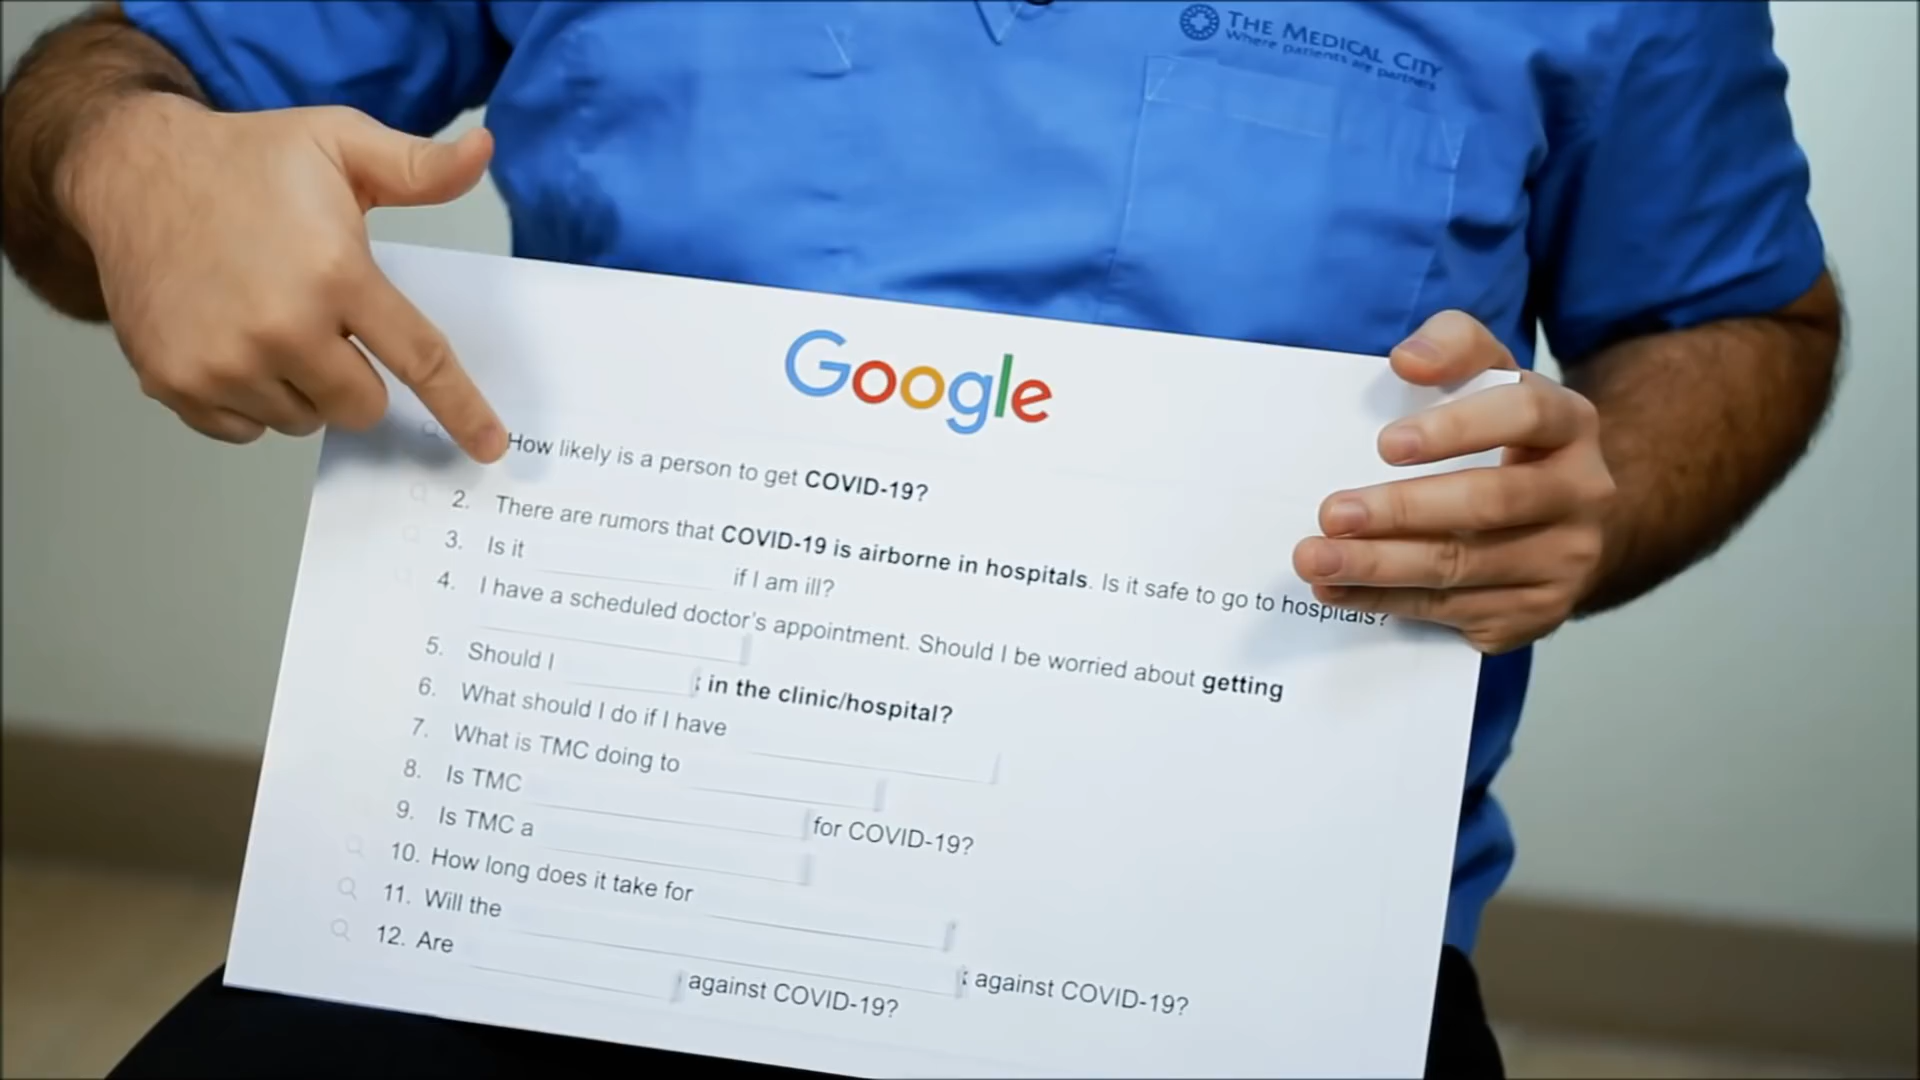 THE MEDICAL CITY
Where patients are partners
Google
How likely is a person to get COVID-19?
2. There are rumors that COVID-19 is airborne in hospitals. Is it safe to go to hospitals?
3. Is it if I am ill?
4. I have a scheduled doctor's appointment. Should I be worried about getting
5. Should I in the clinic/hospital?
6. What should I do if I have
7. What is TMC doing to
8. Is TMC for COVID-19?
9. Is TMC a
10. How long does it take for
11. Will the against COVID-19?
12. Are against COVID-19?